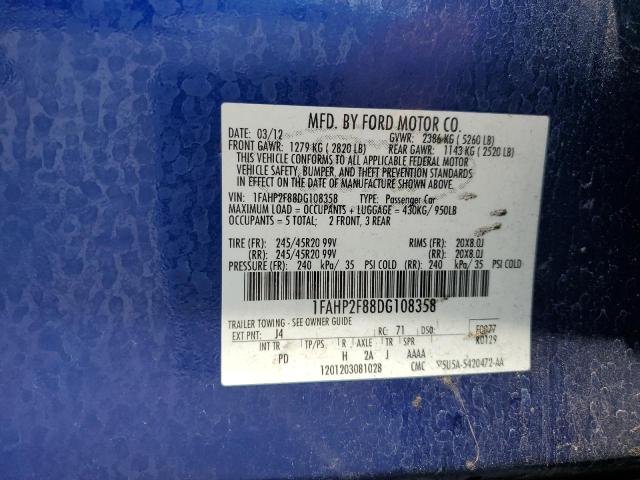 MFD. BY FORD MOTOR CO.
DATE: 03/12 GVWR: 2386 KG ( 5260 LB)
FRONT GAWR: 1279 KG ( 2820 LB) REAR GAWR: 1143 KG ( 2520 LB)
THIS VEHICLE CONFORMS TO ALL APPLICABLE FEDERAL MOTOR
VEHICLE SAFETY, BUMPER, AND THEFT PREVENTION STANDARDS
IN EFFECT ON THE DATE OF MANUFACTURE SHOWN ABOVE.
VIN: 1FAHP2F88DG108358 TYPE: Passenger Car
MAXIMUM LOAD = OCCUPANTS + LUGGAGE = 430KG/ 950LB
OCCUPANTS = 5 TOTAL; 2 FRONT, 3 REAR
TIRE (FR): 245/45R20 99V RIMS (FR): 20X8.0J
(RR): 245/45R20 99V (RR): 20X8.0J
PRESSURE (FR): 240 kPa/ 35 PSI COLD (RR): 240 kPa/ 35 PSI COLD
1FAHP2F88DG108358
TRAILER TOWING - SEE OWNER GUIDE
EXT PNT: J4 RC: 71 DSO: F0077
INT TR TP/PS R AXLE TR SPR K0129
PD H 2A J AAAA
1201203081028 CMC 5U5A-5420472-AA